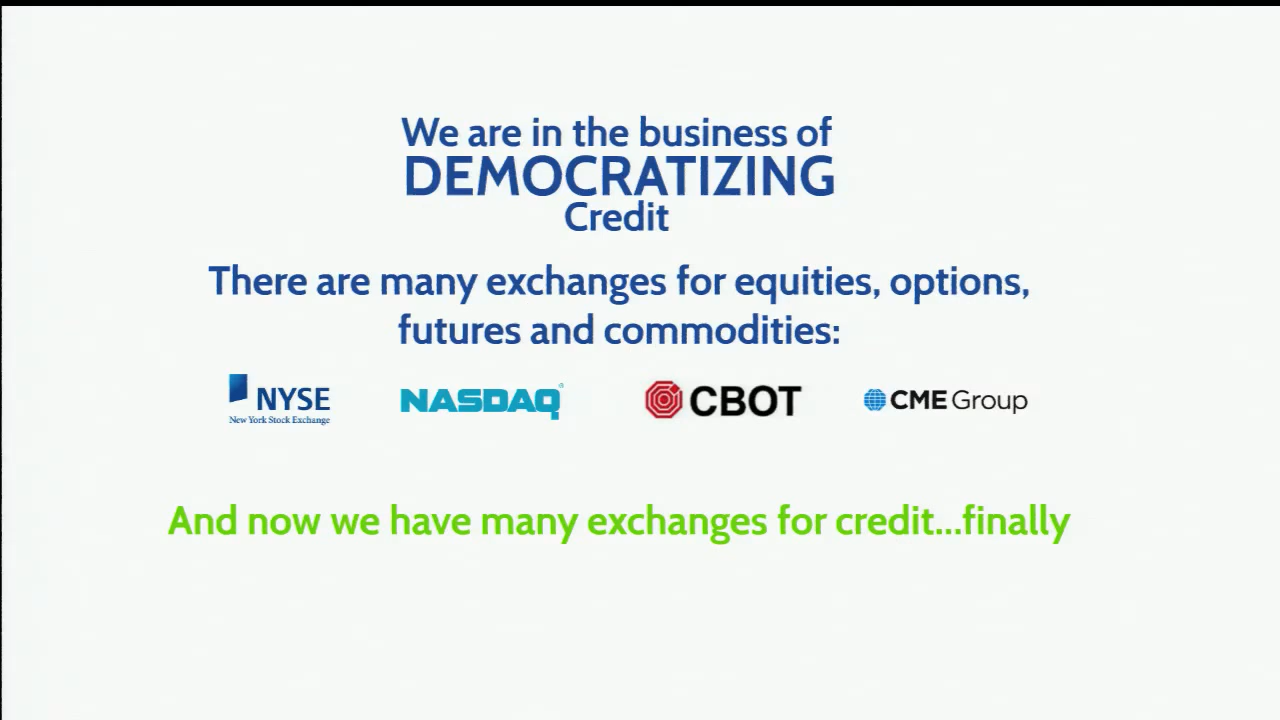 We are in the business of
DEMOCRATIZING
Credit
There are many exchanges for equities, options,
futures and commodities:
NYSE
New York Stock Exchange
NASDAQ
CBOT
CME Group
And now we have many exchanges for credit...finally